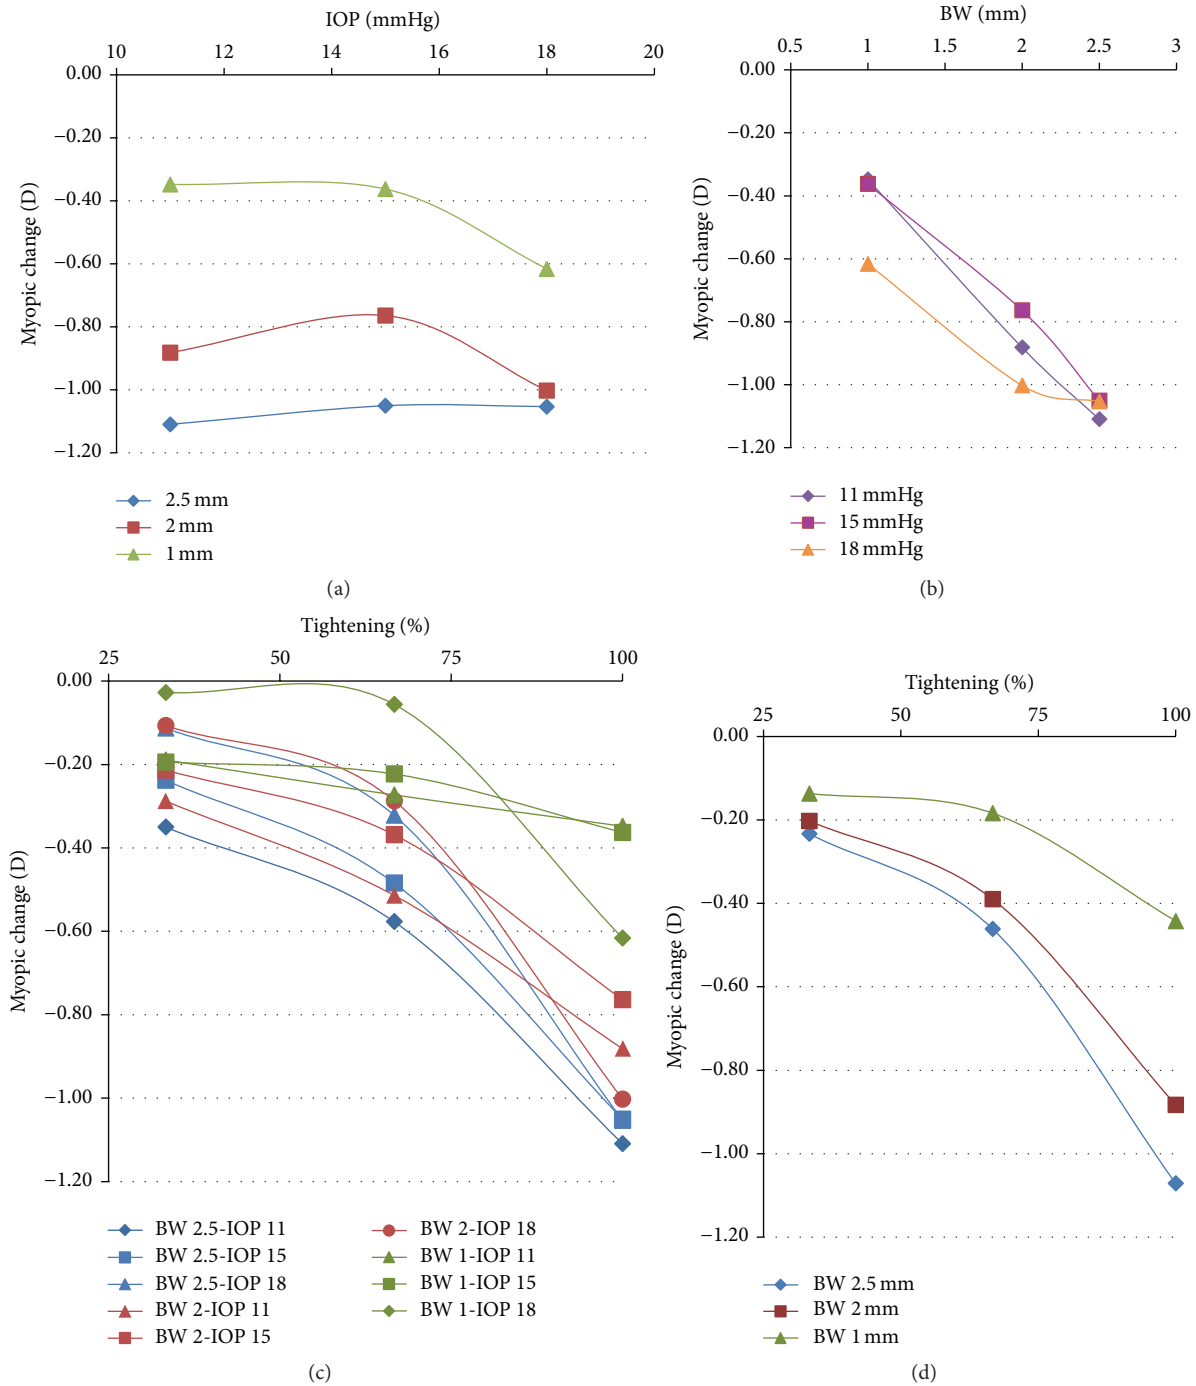 IOP (mmHg)
10 12 14 16 18 20
0.00
−0.20
−0.40
−0.60
−0.80
−1.00
−1.20
Myopic change (D)
2.5 mm
2 mm
1 mm
(a)
BW (mm)
0.5 1 1.5 2 2.5 3
0.00
−0.20
−0.40
−0.60
−0.80
−1.00
−1.20
Myopic change (D)
11 mmHg
15 mmHg
18 mmHg
(b)
Tightening (%)
25 50 75 100
0.00
−0.20
−0.40
−0.60
−0.80
−1.00
−1.20
Myopic change (D)
BW 2.5-IOP 11
BW 2.5-IOP 15
BW 2.5-IOP 18
BW 2-IOP 11
BW 2-IOP 15
BW 2-IOP 18
BW 1-IOP 11
BW 1-IOP 15
BW 1-IOP 18
(c)
Tightening (%)
25 50 75 100
0.00
−0.20
−0.40
−0.60
−0.80
−1.00
−1.20
Myopic change (D)
BW 2.5 mm
BW 2 mm
BW 1 mm
(d)